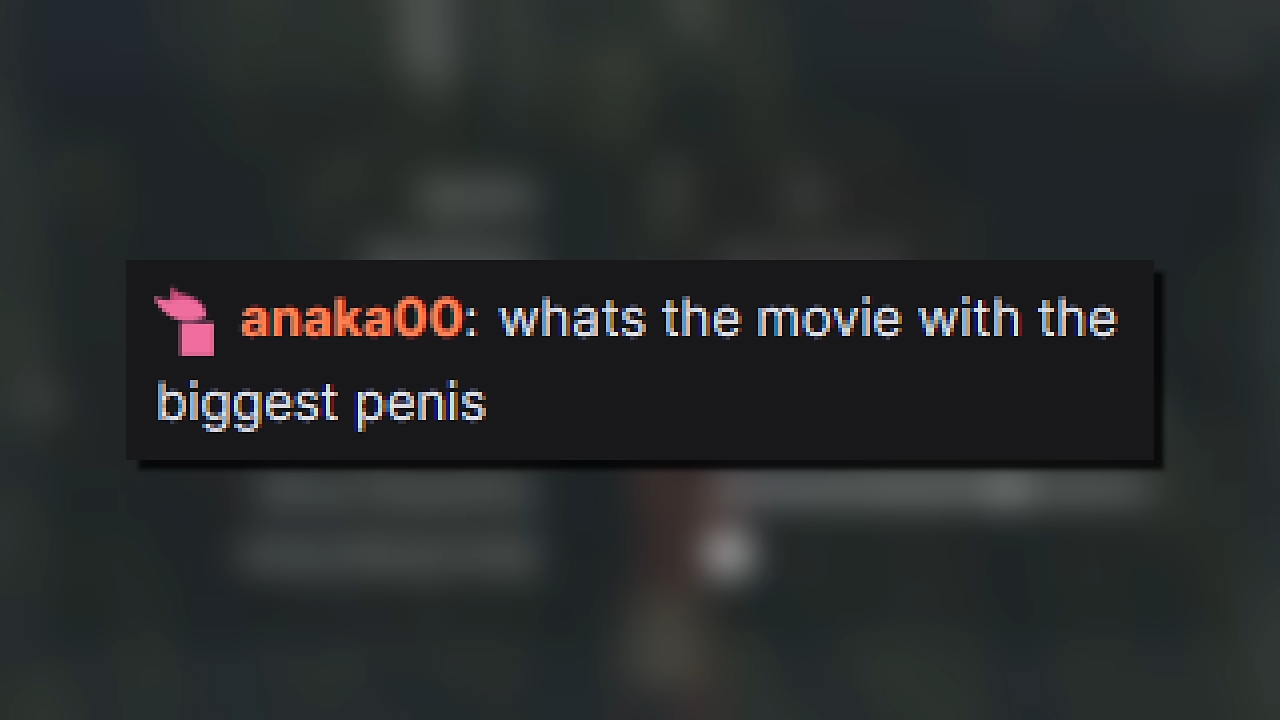 anaka00: whats the movie with the
biggest penis